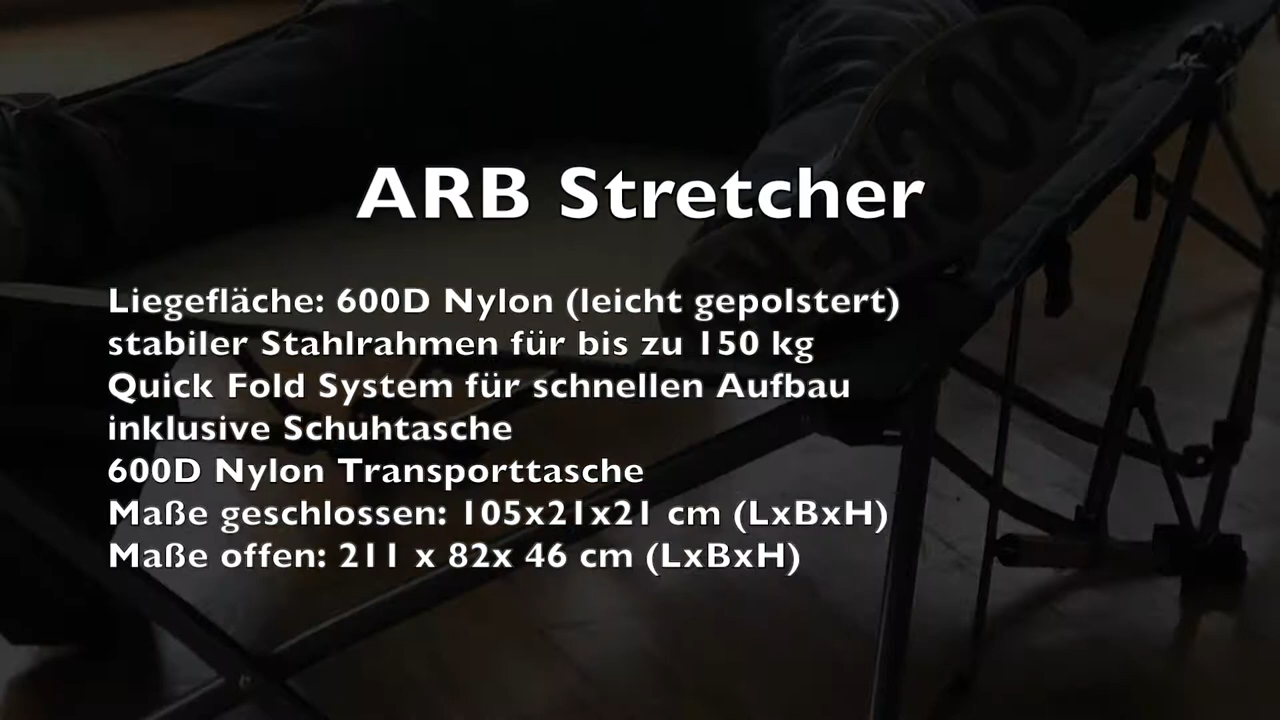 ARB Stretcher
Liegefläche: 600D Nylon (leicht gepolstert)
stabiler Stahlrahmen für bis zu 150 kg
Quick Fold System für schnellen Aufbau
inklusive Schuhtasche
600D Nylon Transporttasche
Maße geschlossen: 105x21x21 cm (LxBxH)
Maße offen: 211 x 82x 46 cm (LxBxH)